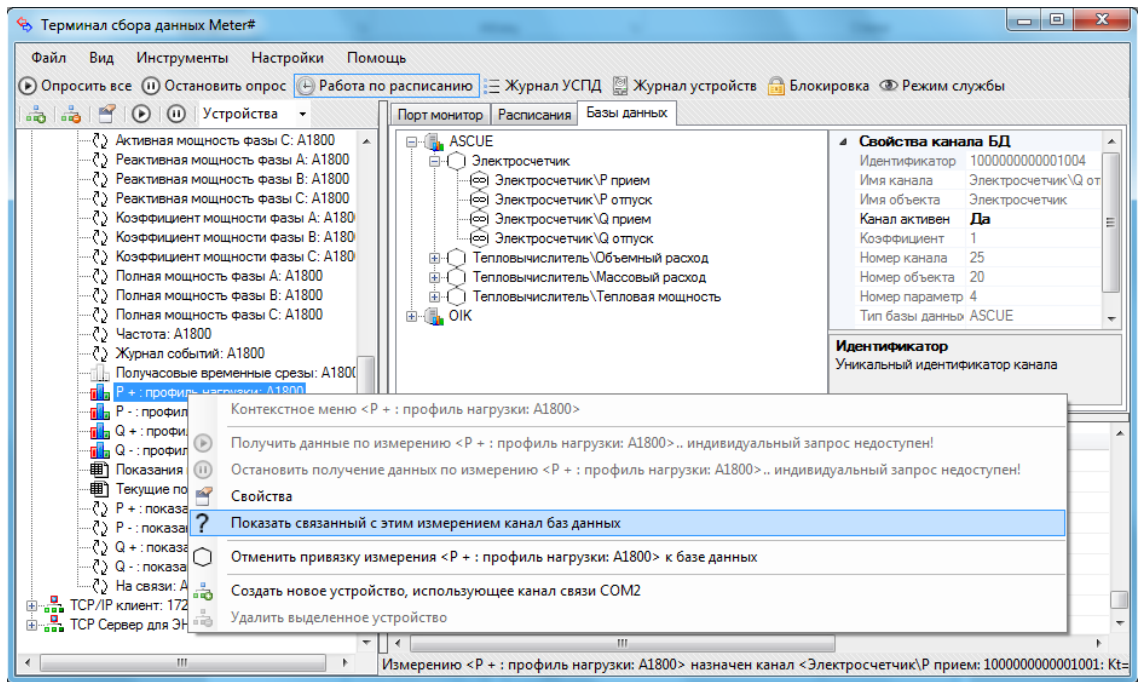 Терминал сбора данных Meter#
Файл Вид Инструменты Настройки Помощь
Опросить все Остановить опрос Работа по расписанию Журнал УСПД Журнал устройств Блокировка Режим службы
Устройства
Активная мощность фазы C: A1800
Реактивная мощность фазы A: A1800
Реактивная мощность фазы B: A1800
Реактивная мощность фазы C: A1800
Коэффициент мощности фазы A: A180
Коэффициент мощности фазы B: A180
Коэффициент мощности фазы C: A180
Полная мощность фазы A: A1800
Полная мощность фазы B: A1800
Полная мощность фазы C: A1800
Частота: A1800
Журнал событий: A1800
Получасовые временные срезы: A180
P + : профиль нагрузки: A1800
P - : профил
Q + : профи
Q - : профил
Показания
Текущие по
P + : показа
P - : показа
Q + : показа
Q - : показа
На связи: A
TCP/IP клиент: 172
TCP Сервер для ЭН
Порт монитор Расписания Базы данных
ASCUE
Электросчетчик
Электросчетчик\P прием
Электросчетчик\P отпуск
Электросчетчик\Q прием
Электросчетчик\Q отпуск
Тепловычислитель\Объемный расход
Тепловычислитель\Массовый расход
Тепловычислитель\Тепловая мощность
OIK
Свойства канала БД
Идентификатор 1000000000001004
Имя канала Электросчетчик\Q от
Имя объекта Электросчетчик
Канал активен Да
Коэффициент 1
Номер канала 25
Номер объекта 20
Номер параметр 4
Тип базы данных ASCUE
Идентификатор
Уникальный идентификатор канала
Контекстное меню <P + : профиль нагрузки: A1800>
Получить данные по измерению <P + : профиль нагрузки: A1800>.. индивидуальный запрос недоступен!
Остановить получение данных по измерению <P + : профиль нагрузки: A1800>.. индивидуальный запрос недоступен!
Свойства
Показать связанный с этим измерением канал баз данных
Отменить привязку измерения <P + : профиль нагрузки: A1800> к базе данных
Создать новое устройство, использующее канал связи COM2
Удалить выделенное устройство
Измерению <P + : профиль нагрузки: A1800> назначен канал <Электросчетчик\P прием: 1000000000001001: Kt=